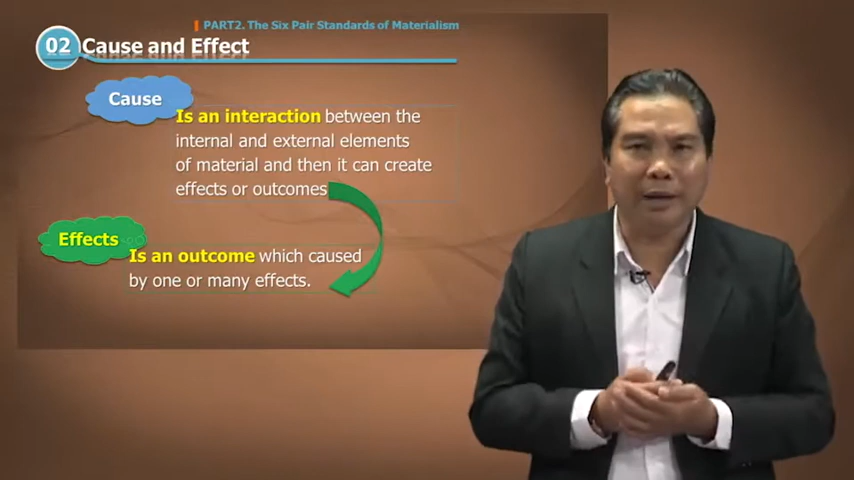 PART2. The Six Pair Standards of Materialism
02 Cause and Effect
Cause
Is an interaction between the
internal and external elements
of material and then it can create
effects or outcomes
Effects
Is an outcome which caused
by one or many effects.